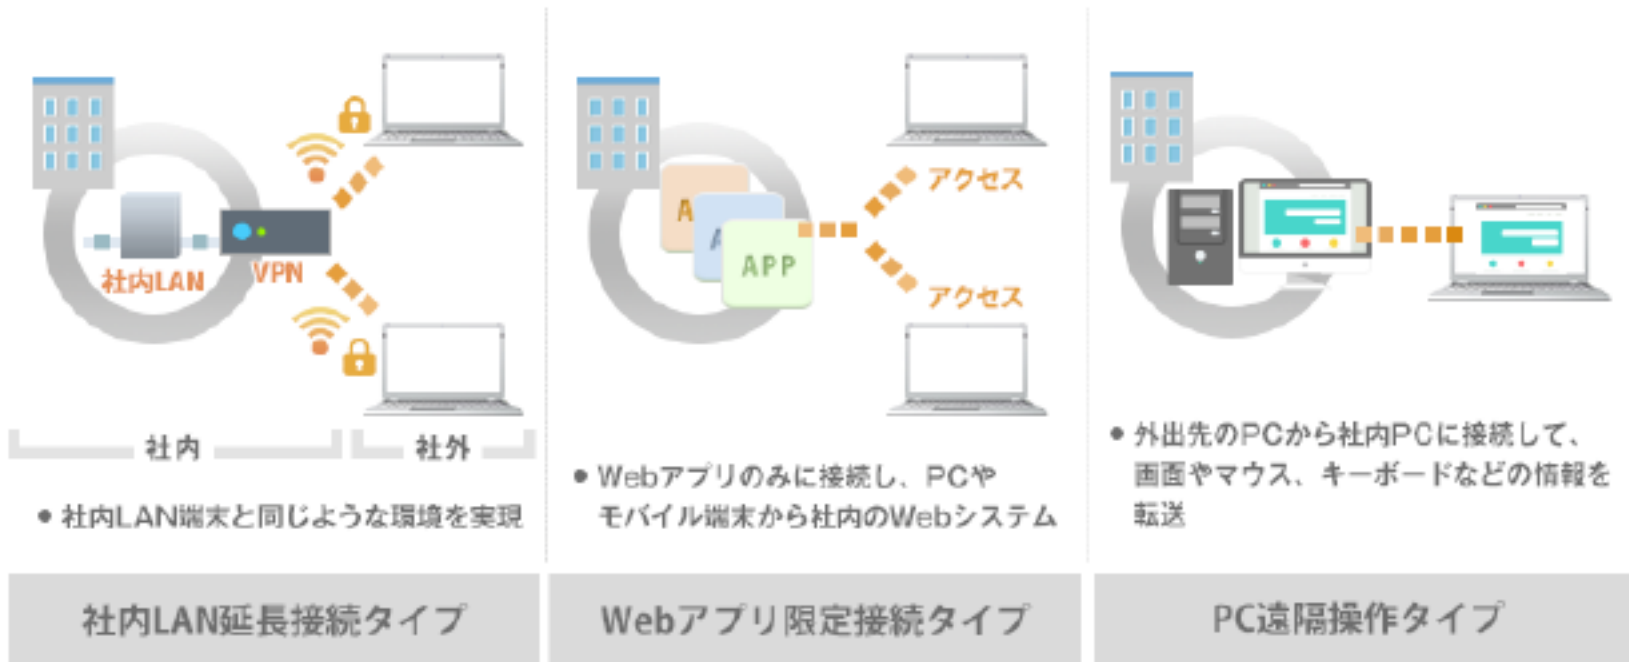 社内LAN
VPN
社内
社外
● 社内LAN端末と同じような環境を実現
社内LAN延長接続タイプ
A
A
APP
アクセス
アクセス
● Webアプリのみに接続し、PCや
モバイル端末から社内のWebシステム
Webアプリ限定接続タイプ
● 外出先のPCから社内PCに接続して、
画面やマウス、キーボードなどの情報を
転送
PC遠隔操作タイプ